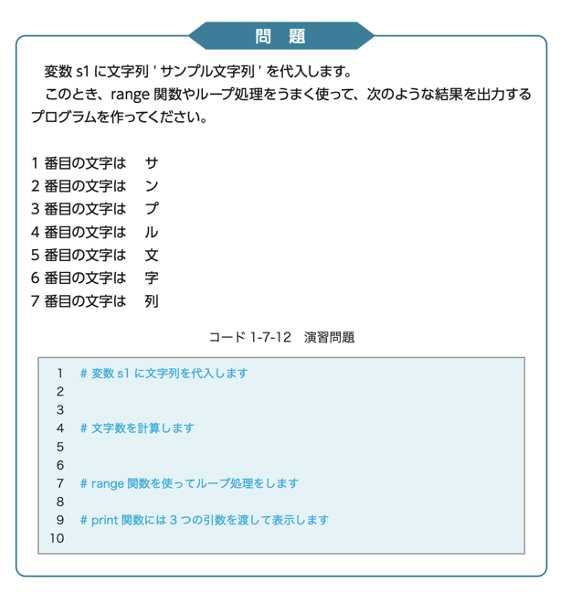 問 題
変数 s1 に文字列 ' サンプル文字列 ' を代入します。
このとき、range 関数やループ処理をうまく使って、次のような結果を出力する
プログラムを作ってください。
1 番目の文字は サ
2 番目の文字は ン
3 番目の文字は プ
4 番目の文字は ル
5 番目の文字は 文
6 番目の文字は 字
7 番目の文字は 列
コード 1-7-12 演習問題
1 # 変数 s1 に文字列を代入します
2
3
4 # 文字数を計算します
5
6
7 # range 関数を使ってループ処理をします
8
9 # print 関数には 3 つの引数を渡して表示します
10